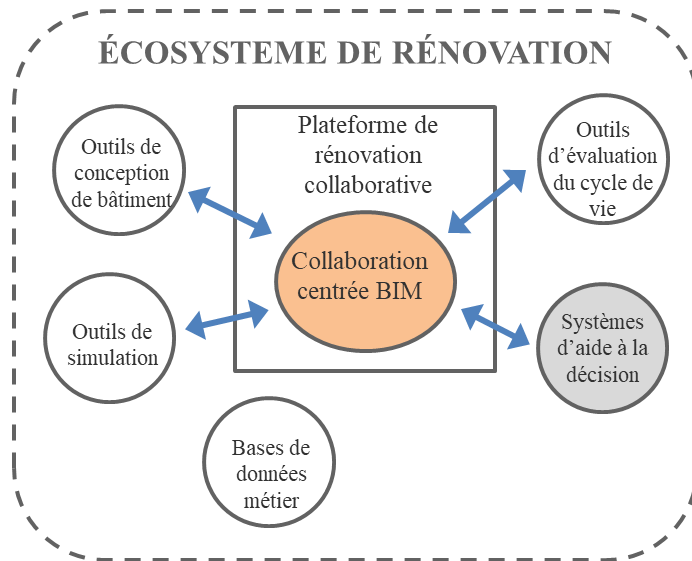 ÉCOSYSTEME DE RÉNOVATION
Outils de
conception
de bâtiment
Plateforme de
rénovation
collaborative
Outils
d’évaluation
du cycle de
vie
Collaboration
centrée BIM
Outils de
simulation
Systèmes
d’aide à la
décision
Bases de
données
métier